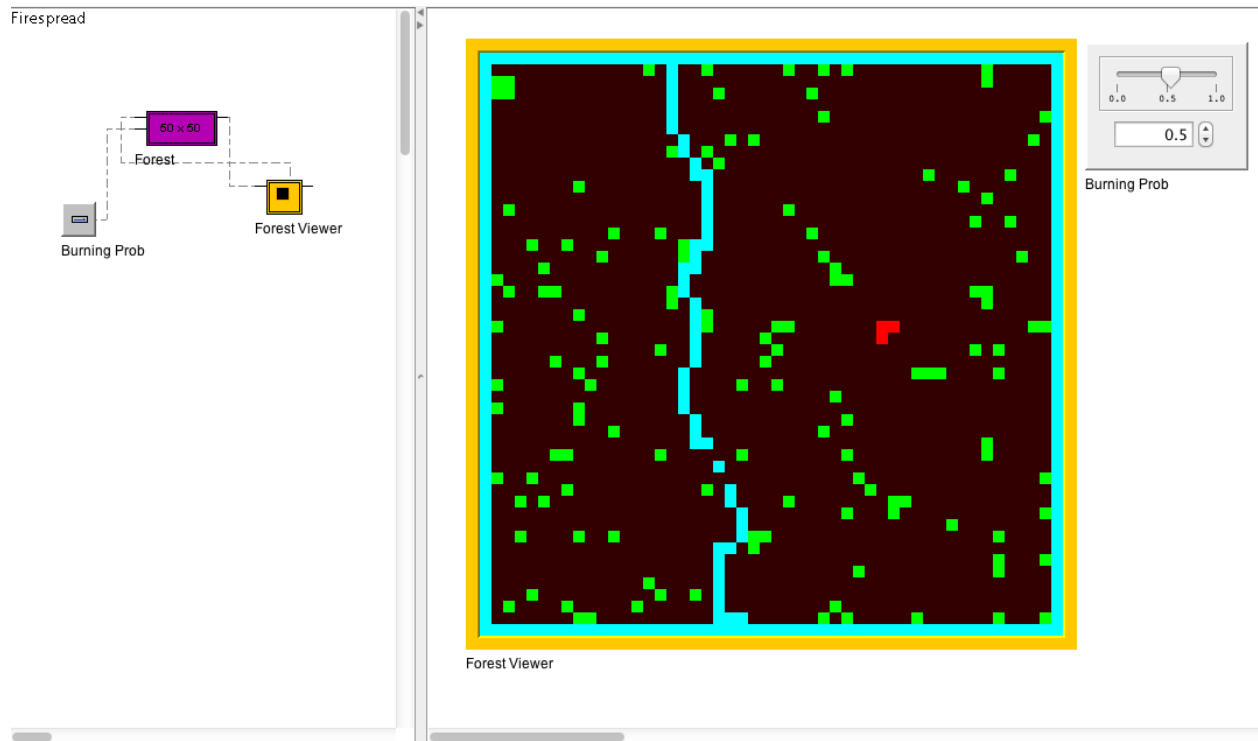 Firespread
50 x 50
Forest
Forest Viewer
Burning Prob
0.0 0.5 1.0
0.5
Burning Prob
Forest Viewer